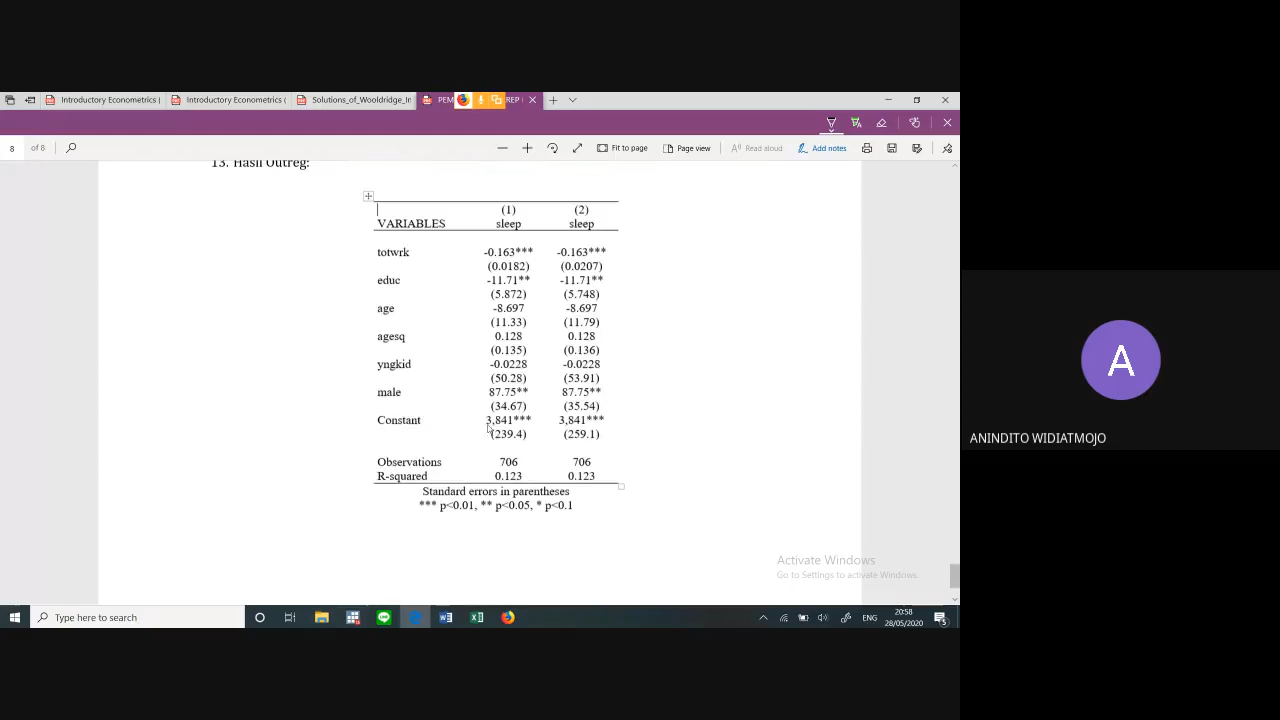 Introductory Econometrics (
Introductory Econometrics (
Solutions_of_Wooldridge_In
PEM
REP
8 of 8
Fit to page
Page view
Read aloud
Add notes
13. Hasil Outreg:
(1) (2)
VARIABLES sleep sleep
totwrk -0.163*** -0.163***
(0.0182) (0.0207)
educ -11.71** -11.71**
(5.872) (5.748)
age -8.697 -8.697
(11.33) (11.79)
agesq 0.128 0.128
(0.135) (0.136)
yngkid -0.0228 -0.0228
(50.28) (53.91)
male 87.75** 87.75**
(34.67) (35.54)
Constant 3,841*** 3,841***
(239.4) (259.1)
Observations 706 706
R-squared 0.123 0.123
Standard errors in parentheses
*** p<0.01, ** p<0.05, * p<0.1
Activate Windows
Go to Settings to activate Windows.
Type here to search
ENG
20:58
28/05/2020
5
A
ANINDITO WIDIATMOJO